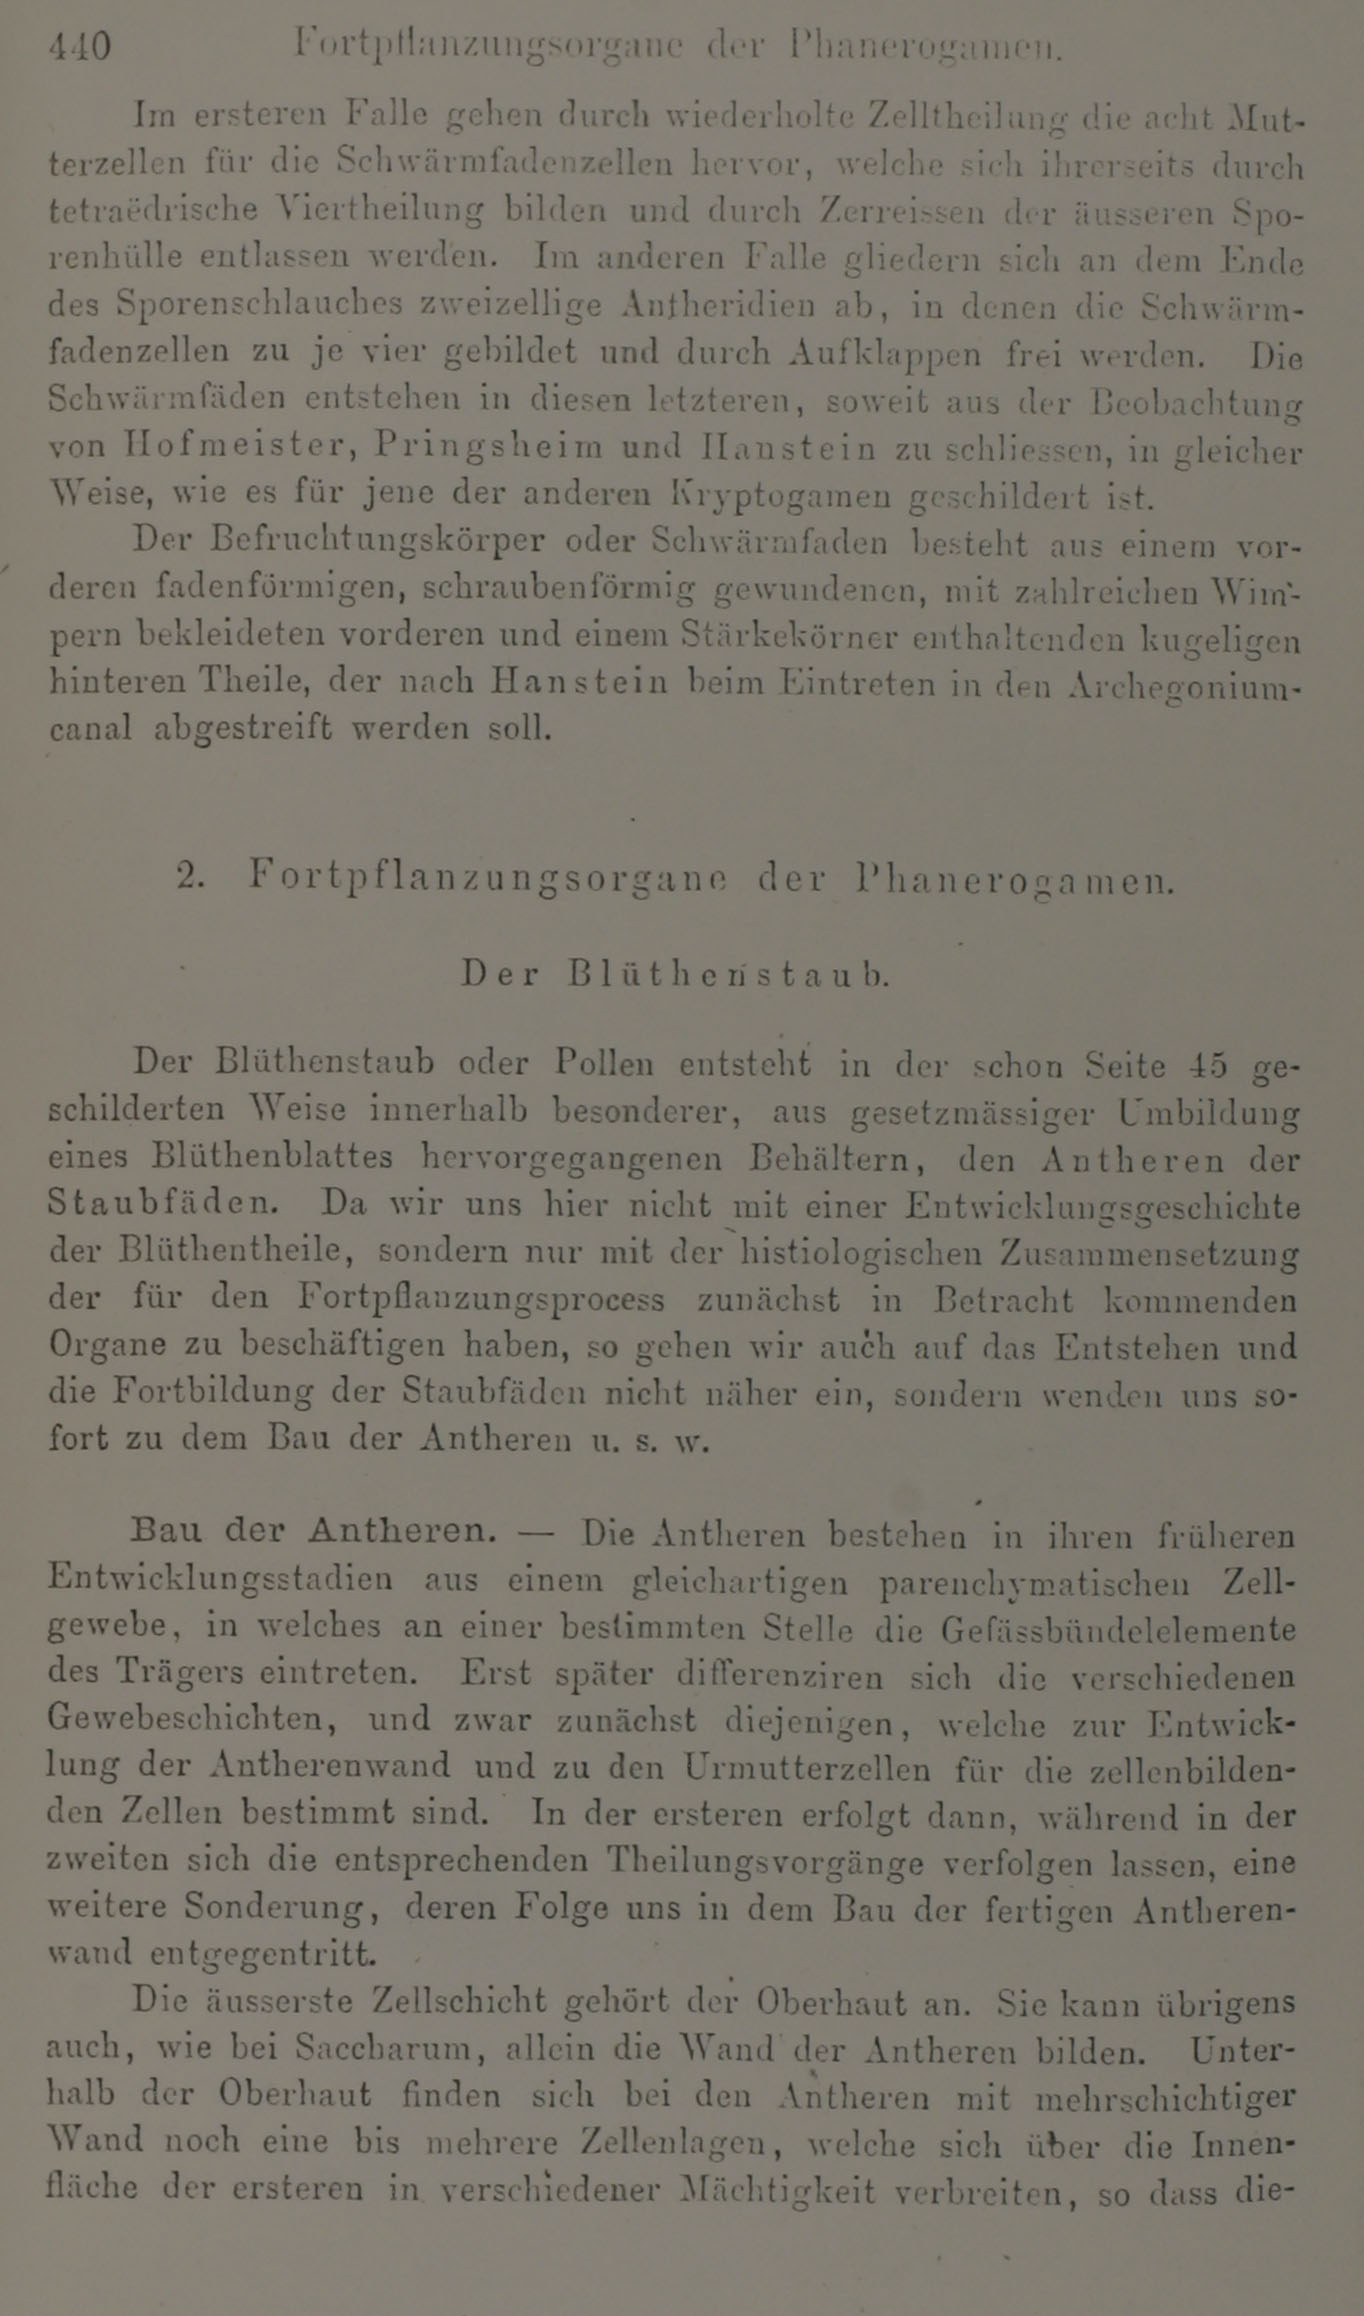 440 Fortpflanzungsorgane der Phanerogamen.
Im ersteren Falle gehen durch wiederholte Zelltheilung die acht Mut-
terzellen für die Schwärmfadenzellen hervor, welche sich ihrerseits durch
tetraëdrische Viertheilung bilden und durch Zerreissen der äusseren Spo-
renhülle entlassen werden. Im anderen Falle gliedern sich an dem Ende
des Sporenschlauches zweizellige Antheridien ab, in denen die Schwärm-
fadenzellen zu je vier gebildet und durch Aufklappen frei werden. Die
Schwärmfäden entstehen in diesen letzteren, soweit aus der Beobachtung
von Hofmeister, Pringsheim und Hanstein zu schliessen, in gleicher
Weise, wie es für jene der anderen Kryptogamen geschildert ist.
Der Befruchtungskörper oder Schwärmfaden besteht aus einem vor-
deren fadenförmigen, schraubenförmig gewundenen, mit zahlreichen Wim-
pern bekleideten vorderen und einem Stärkekörner enthaltenden kugeligen
hinteren Theile, der nach Hanstein beim Eintreten in den Archegonium-
canal abgestreift werden soll.
2. Fortpflanzungsorgane der Phanerogamen.
Der Blüthenstaub.
Der Blüthenstaub oder Pollen entsteht in der schon Seite 45 ge-
schilderten Weise innerhalb besonderer, aus gesetzmässiger Umbildung
eines Blüthenblattes hervorgegangenen Behältern, den Antheren der
Staubfäden. Da wir uns hier nicht mit einer Entwicklungsgeschichte
der Blüthentheile, sondern nur mit der histiologischen Zusammensetzung
der für den Fortpflanzungsprocess zunächst in Betracht kommenden
Organe zu beschäftigen haben, so gehen wir auch auf das Entstehen und
die Fortbildung der Staubfäden nicht näher ein, sondern wenden uns so-
fort zu dem Bau der Antheren u. s. w.
Bau der Antheren. — Die Antheren bestehen in ihren früheren
Entwicklungsstadien aus einem gleichartigen parenchymatischen Zell-
gewebe, in welches an einer bestimmten Stelle die Gefässbündelelemente
des Trägers eintreten. Erst später differenziren sich die verschiedenen
Gewebeschichten, und zwar zunächst diejenigen, welche zur Entwick-
lung der Antherenwand und zu den Urmutterzellen für die zellenbilden-
den Zellen bestimmt sind. In der ersteren erfolgt dann, während in der
zweiten sich die entsprechenden Theilungsvorgänge verfolgen lassen, eine
weitere Sonderung, deren Folge uns in dem Bau der fertigen Antheren-
wand entgegentritt.
Die äusserste Zellschicht gehört der Oberhaut an. Sie kann übrigens
auch, wie bei Saccharum, allein die Wand der Antheren bilden. Unter-
halb der Oberhaut finden sich bei den Antheren mit mehrschichtiger
Wand noch eine bis mehrere Zellenlagen, welche sich über die Innen-
fläche der ersteren in verschiedener Mächtigkeit verbreiten, so dass die-